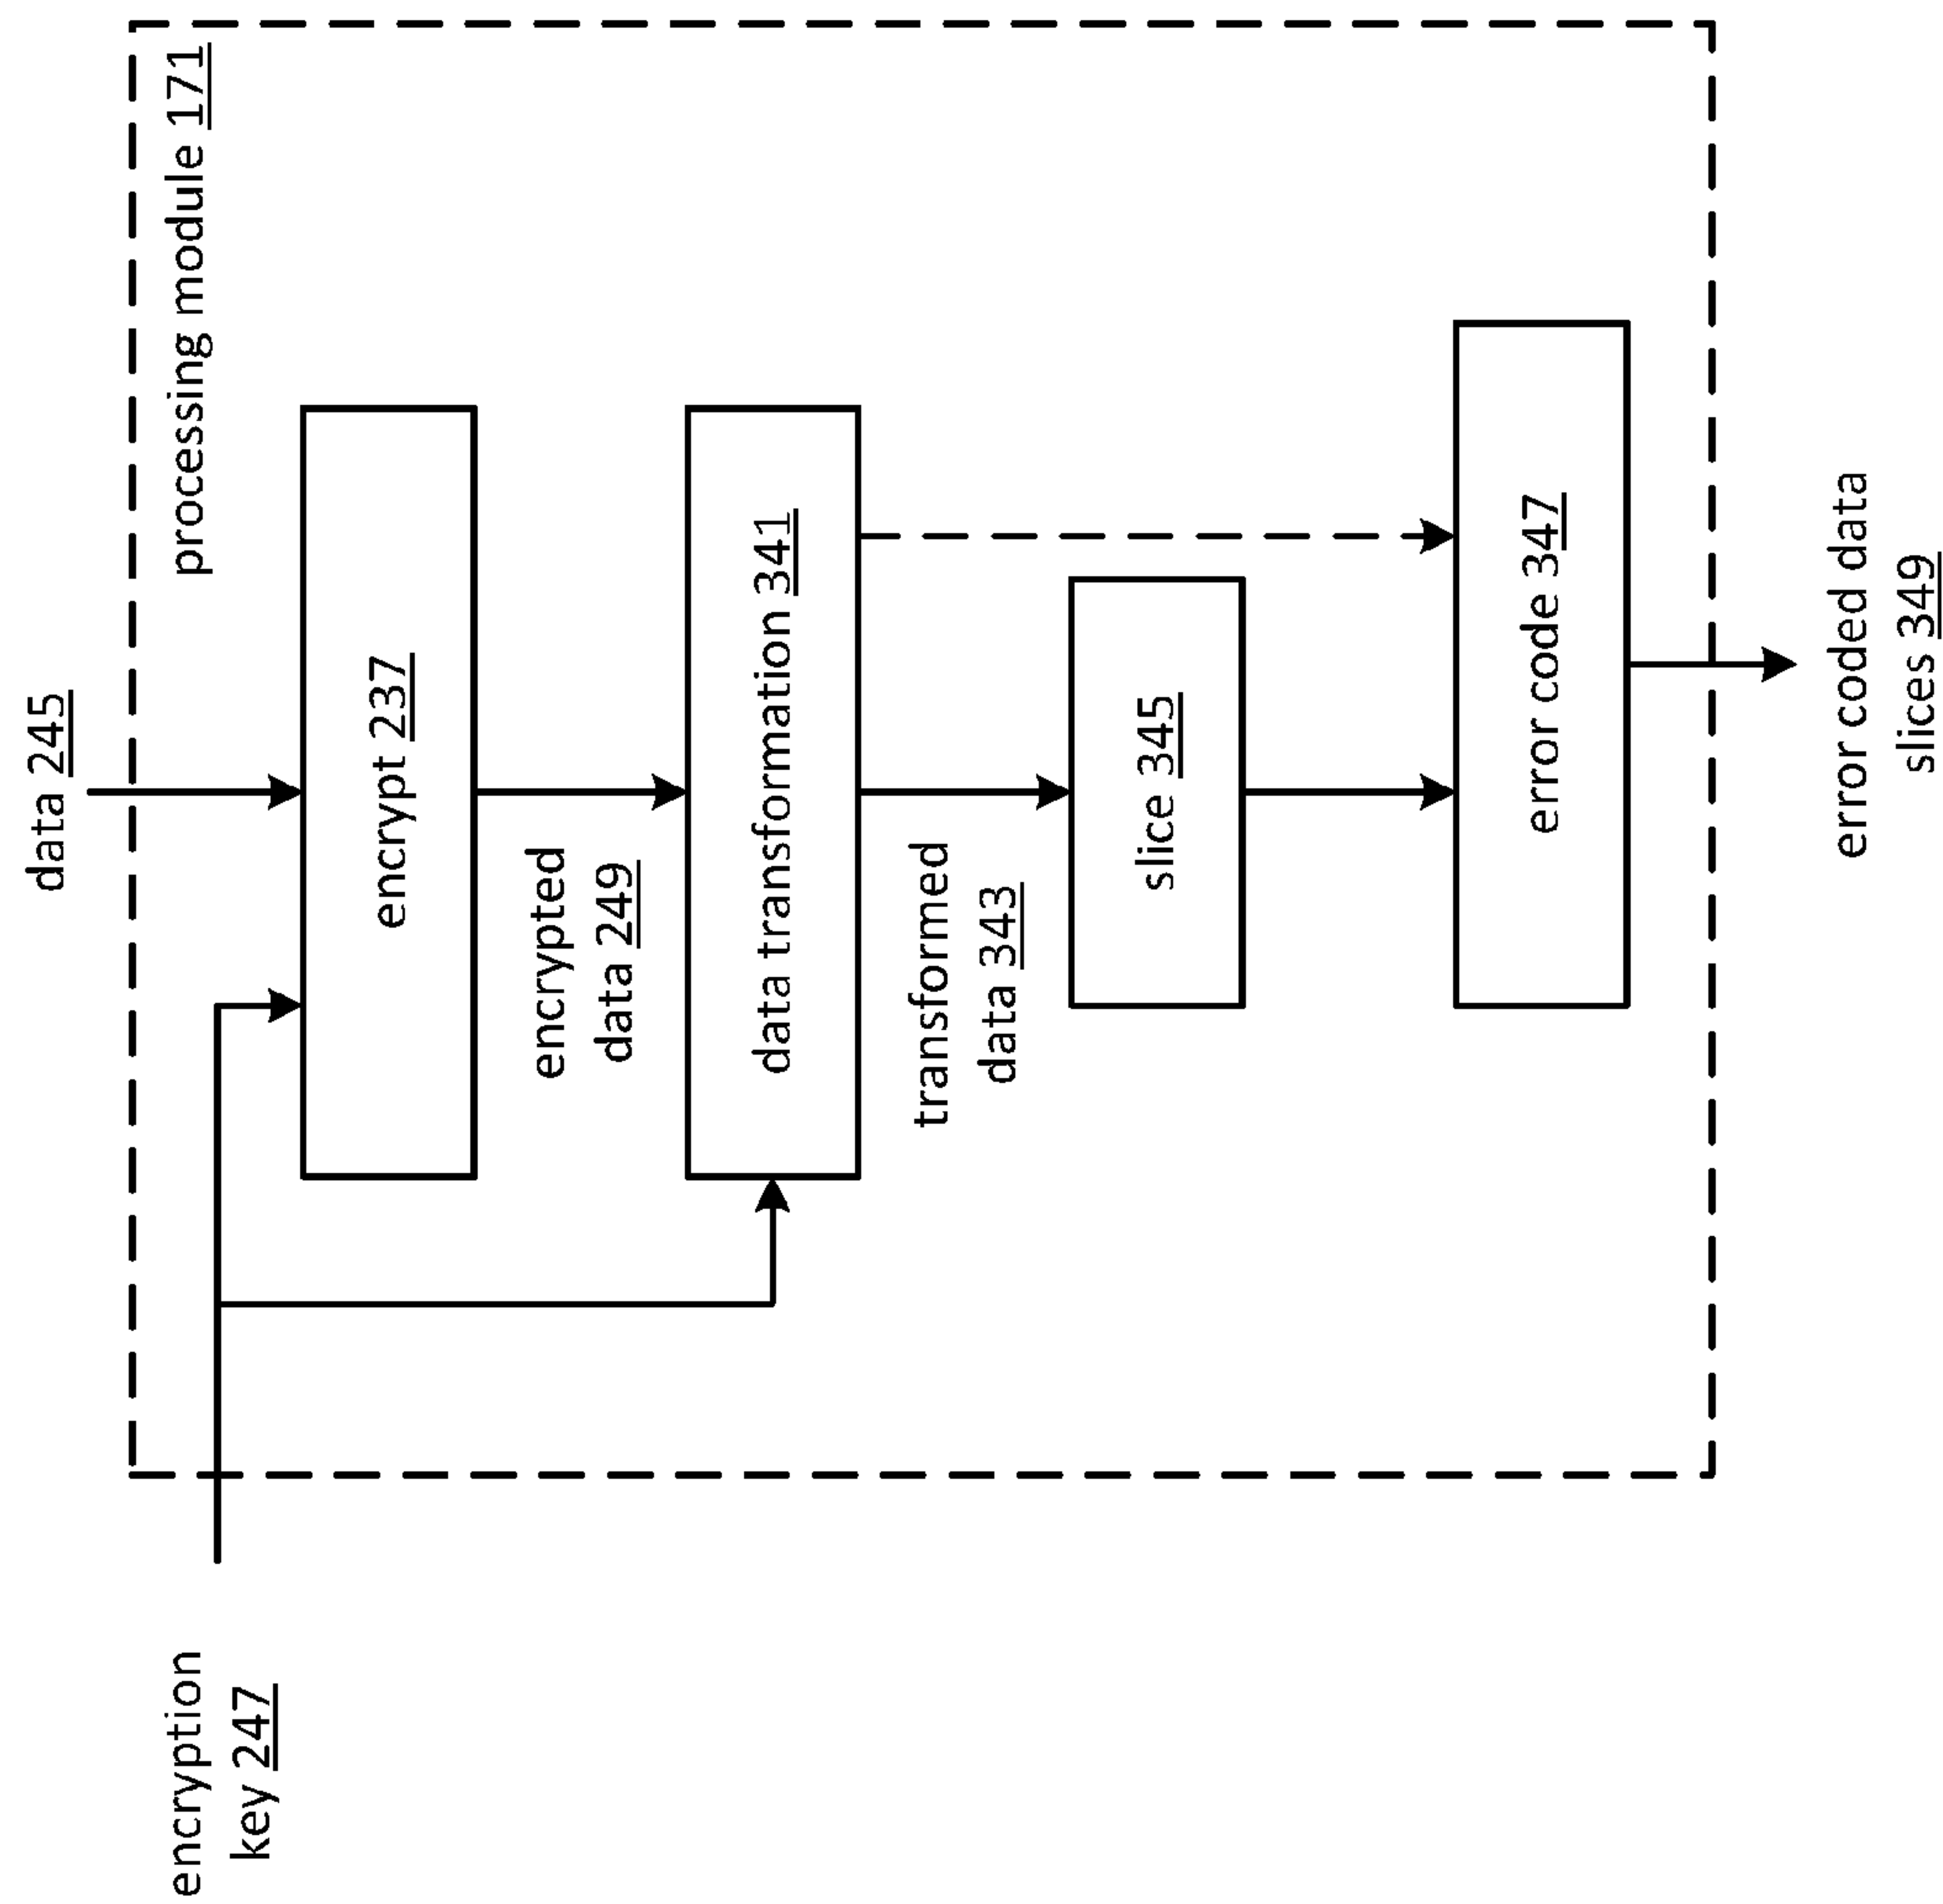 data 245
processing module 171
encryption
key 247
encrypt 237
encrypted
data 249
data transformation 341
transformed
data 343
slice 345
error code 347
error coded data
slices 349